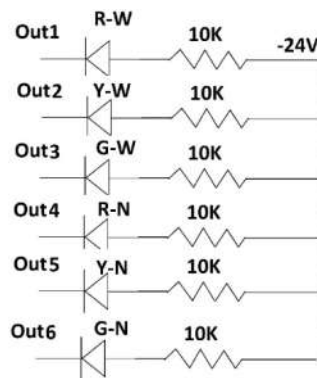 R-W
Out1 10K -24V
Out2 Y-W 10K
Out3 G-W 10K
Out4 R-N 10K
Out5 Y-N 10K
Out6 G-N 10K